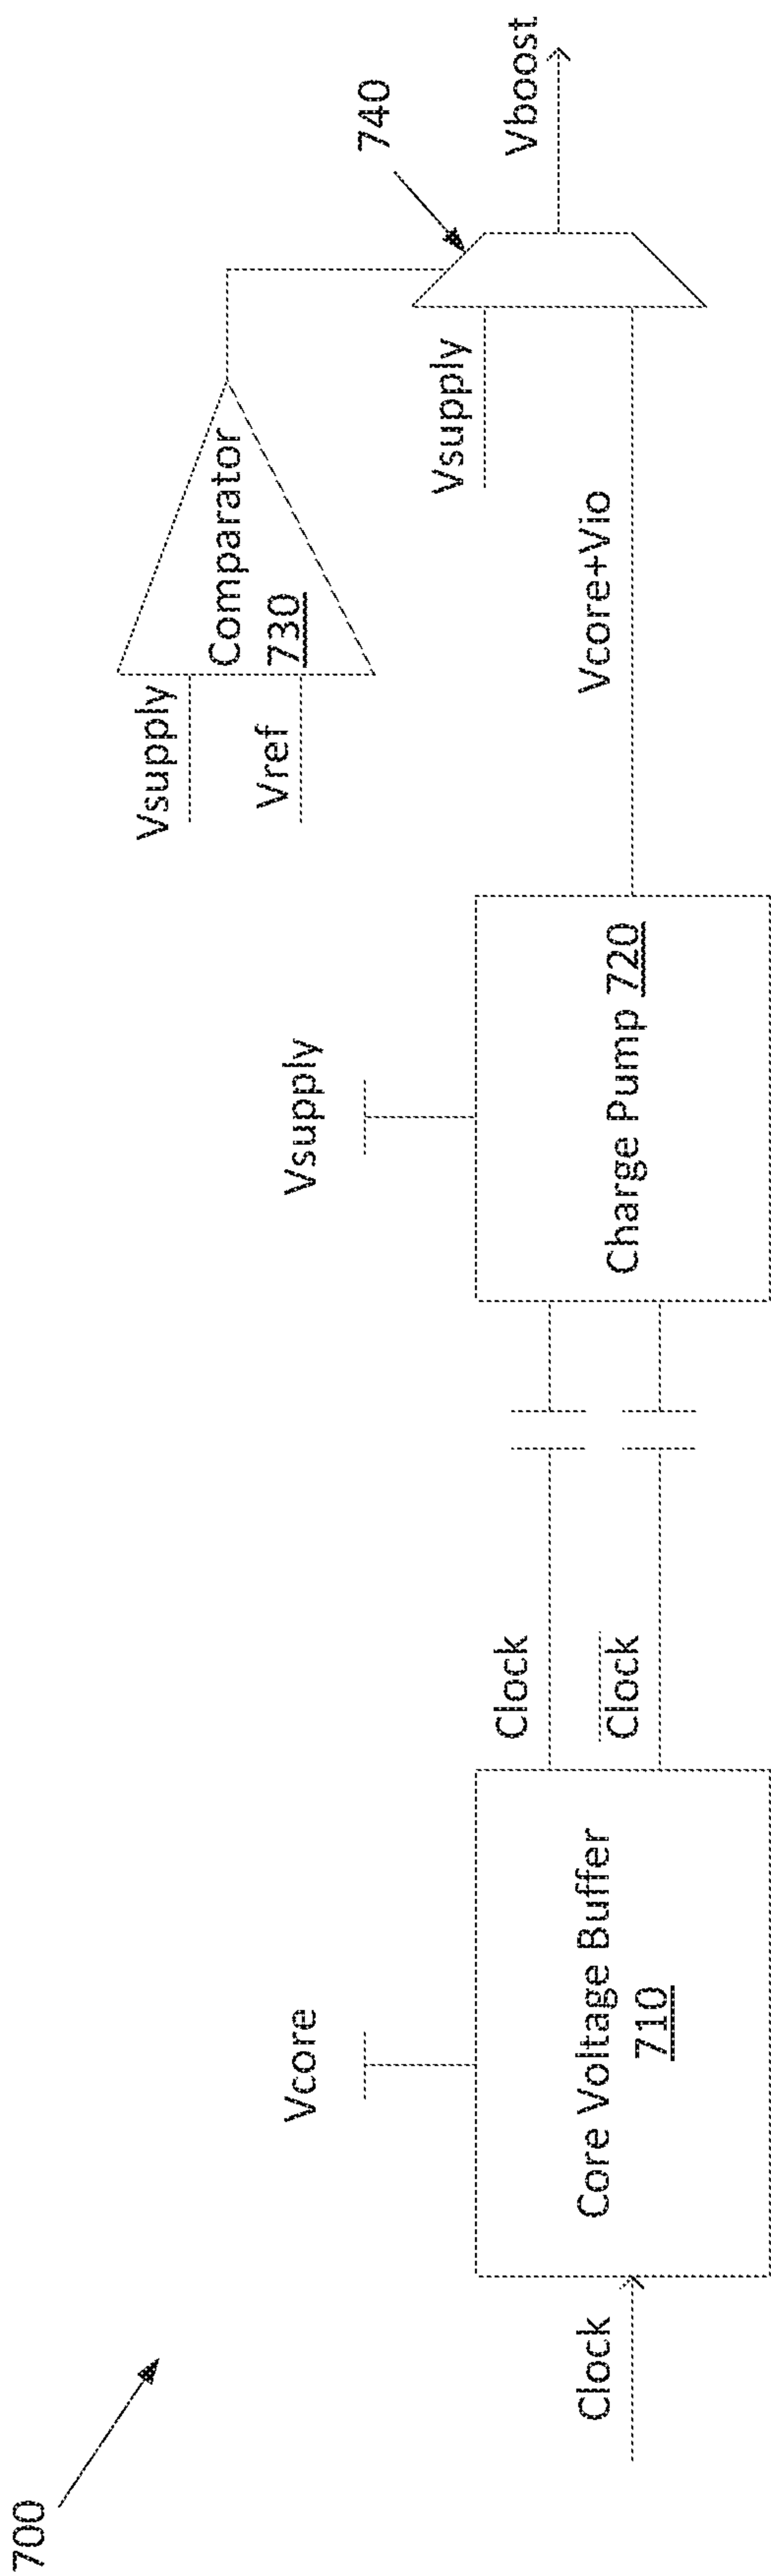 700
Clock
Core Voltage Buffer
710
Vcore
Clock
Clock
Vsupply
Charge Pump 720
Vsupply
Vref
Comparator
730
Vcore+Vio
Vsupply
740
Vboost